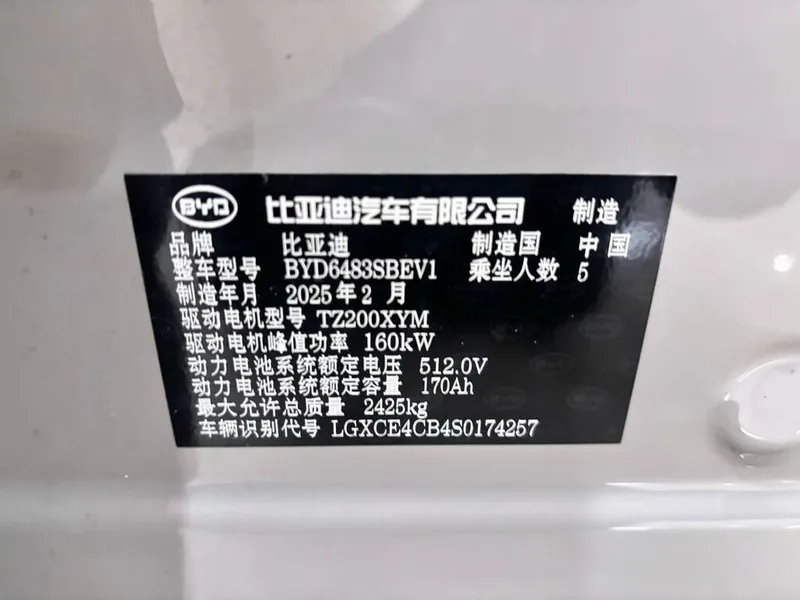 BYD 比亚迪汽车有限公司 制造
品牌 比亚迪 制造国 中国
整车型号 BYD6483SBEV1 乘坐人数 5
制造年月 2025年2月
驱动电机型号 TZ200XYM
驱动电机峰值功率 160kW
动力电池系统额定电压 512.0V
动力电池系统额定容量 170Ah
最大允许总质量 2425kg
车辆识别代号 LGXCE4CB4S0174257